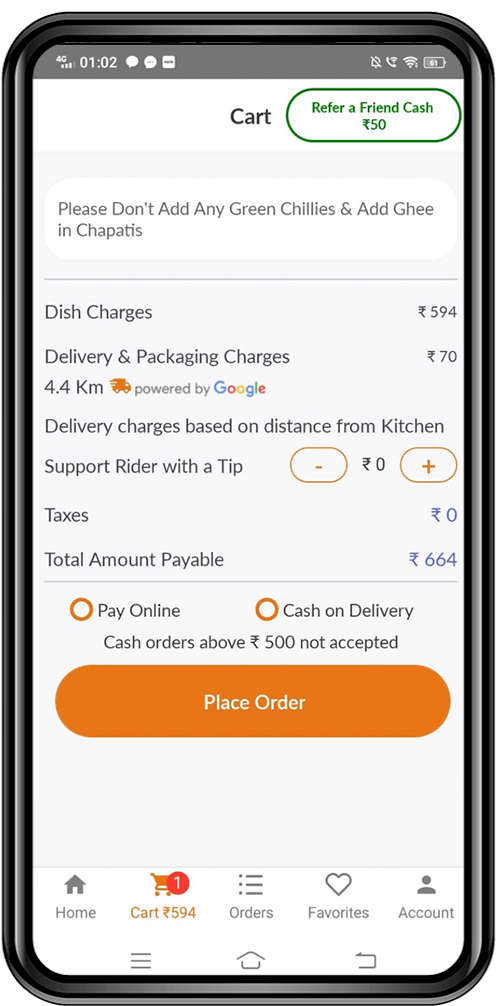 4G 01:02 61
Cart
Refer a Friend Cash
₹50
Please Don't Add Any Green Chillies & Add Ghee
in Chapatis
Dish Charges ₹ 594
Delivery & Packaging Charges ₹ 70
4.4 Km powered by Google
Delivery charges based on distance from Kitchen
Support Rider with a Tip - ₹ 0 +
Taxes ₹ 0
Total Amount Payable ₹ 664
Pay Online Cash on Delivery
Cash orders above ₹ 500 not accepted
Place Order
1
Home Cart ₹594 Orders Favorites Account